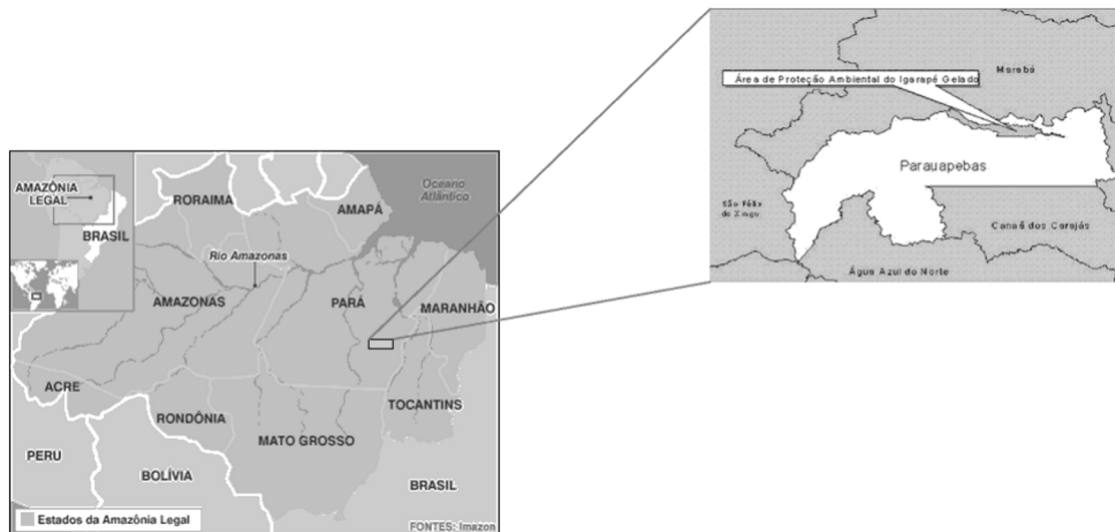 AMAZÔNIA
LEGAL
BRASIL
RORAIMA
AMAPÁ
Oceano
Atlântico
Rio Amazonas
AMAZONAS
PARÁ
MARANHÃO
ACRE
RONDÔNIA
TOCANTINS
MATO GROSSO
PERU
BOLÍVIA
BRASIL
Estados da Amazônia Legal
FONTES: Imazon
Marabá
Área de Proteção Ambiental do Igarapé Gelado
Parauapebas
São Félix
do Xingu
Canaã dos Carajás
Água Azul do Norte